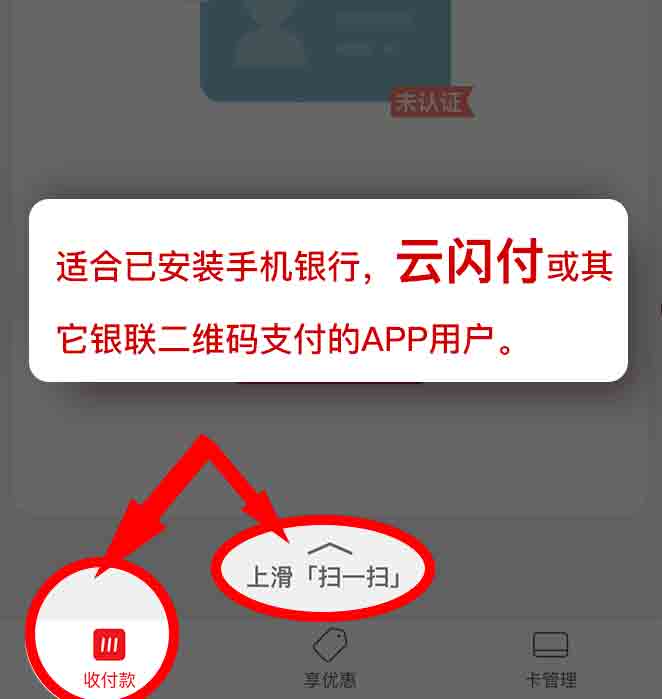 未认证
适合已安装手机银行，云闪付或其
它银联二维码支付的APP用户。
上滑「扫一扫」
收付款
享优惠
卡管理